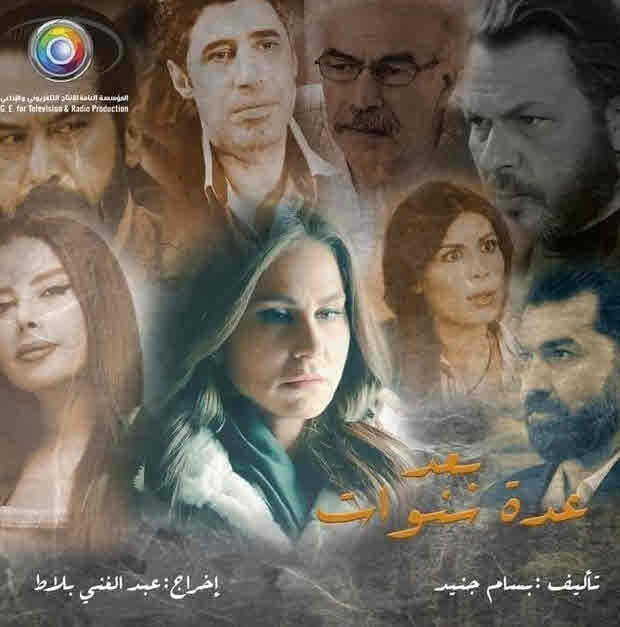 المؤسسة العامة للإنتاج التلفزيوني والإذاعي
G. E. for Television & Radio Production
بعد
عدة سنوات
تأليف : بسام جنيد
إخراج : عبد الغني بلاط